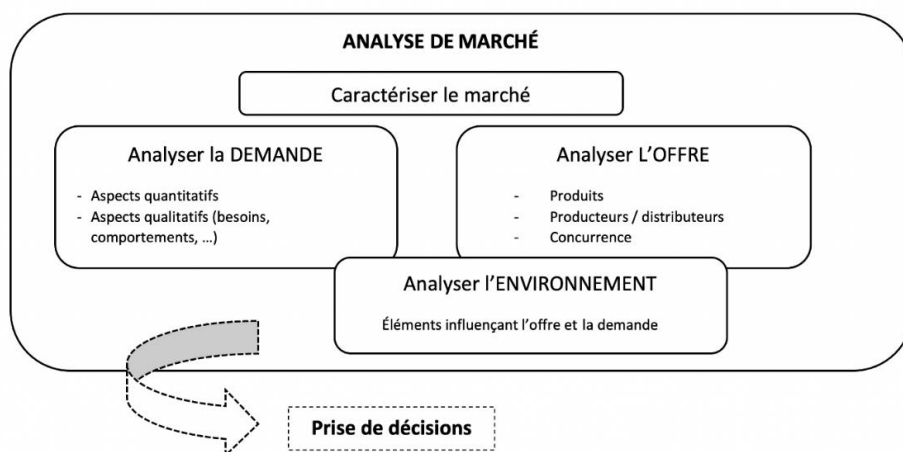 ANALYSE DE MARCHÉ
Caractériser le marché
Analyser la DEMANDE
- Aspects quantitatifs
- Aspects qualitatifs (besoins,
comportements, ...)
Analyser L'OFFRE
- Produits
- Producteurs / distributeurs
- Concurrence
Analyser l'ENVIRONNEMENT
Éléments influençant l'offre et la demande
Prise de décisions